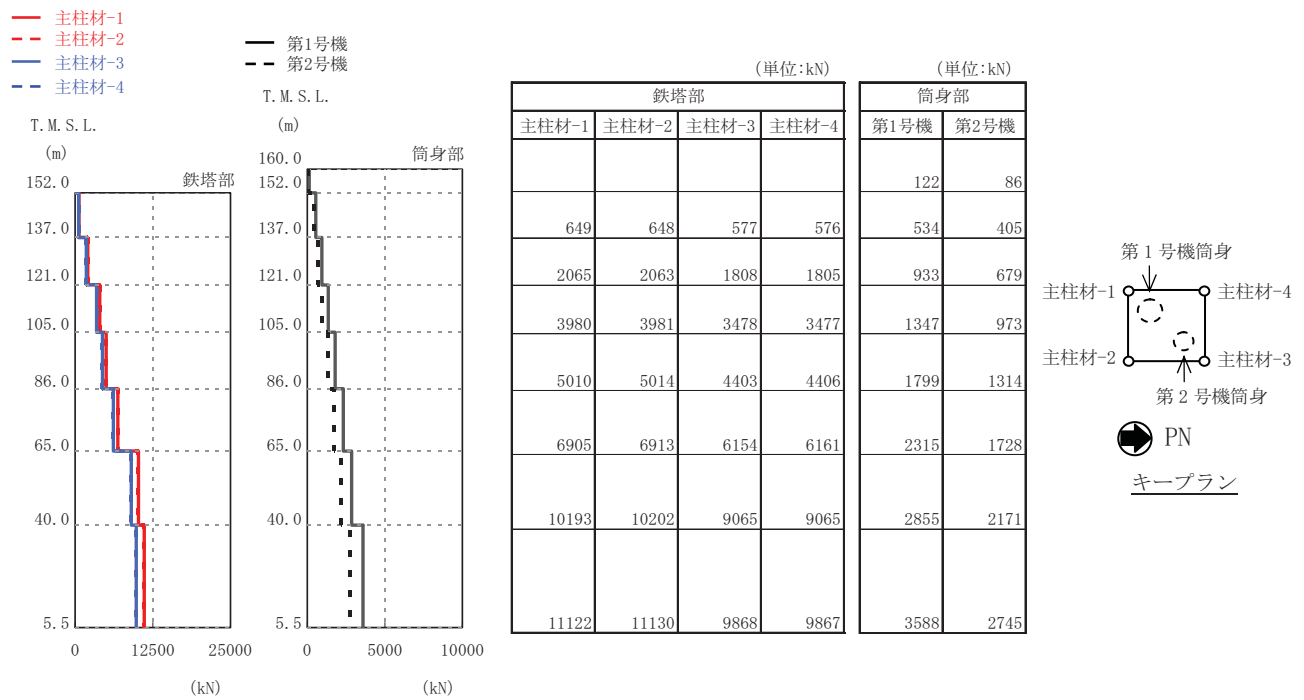 主柱材-1
主柱材-2
主柱材-3
主柱材-4
第1号機
第2号機
T.M.S.L.
(m)
鉄塔部
152.0
137.0
121.0
105.0
86.0
65.0
40.0
5.5
0 12500 25000
(kN)
T.M.S.L.
(m)
筒身部
160.0
152.0
137.0
121.0
105.0
86.0
65.0
40.0
5.5
0 5000 10000
(kN)
(単位:kN)
鉄塔部
主柱材-1 主柱材-2 主柱材-3 主柱材-4
649 648 577 576
2065 2063 1808 1805
3980 3981 3478 3477
5010 5014 4403 4406
6905 6913 6154 6161
10193 10202 9065 9065
11122 11130 9868 9867
(単位:kN)
筒身部
第1号機 第2号機
122 86
534 405
933 679
1347 973
1799 1314
2315 1728
2855 2171
3588 2745
第1号機筒身
主柱材-1 主柱材-4
主柱材-2 主柱材-3
第2号機筒身
PN
キープラン